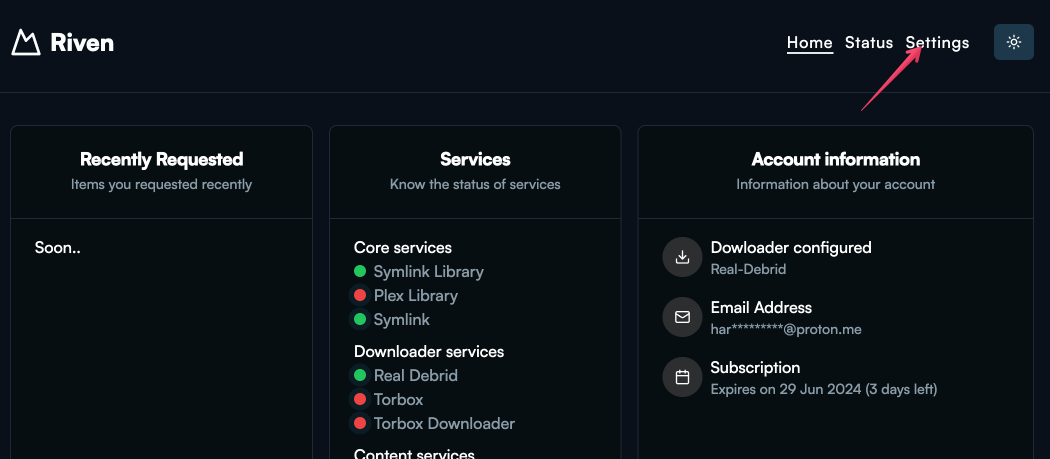 Riven
Home Status Settings
Recently Requested
Items you requested recently
Soon..
Services
Know the status of services
Core services
Symlink Library
Plex Library
Symlink
Downloader services
Real Debrid
Torbox
Torbox Downloader
Content services
Account information
Information about your account
Dowloader configured
Real-Debrid
Email Address
har*********@proton.me
Subscription
Expires on 29 Jun 2024 (3 days left)